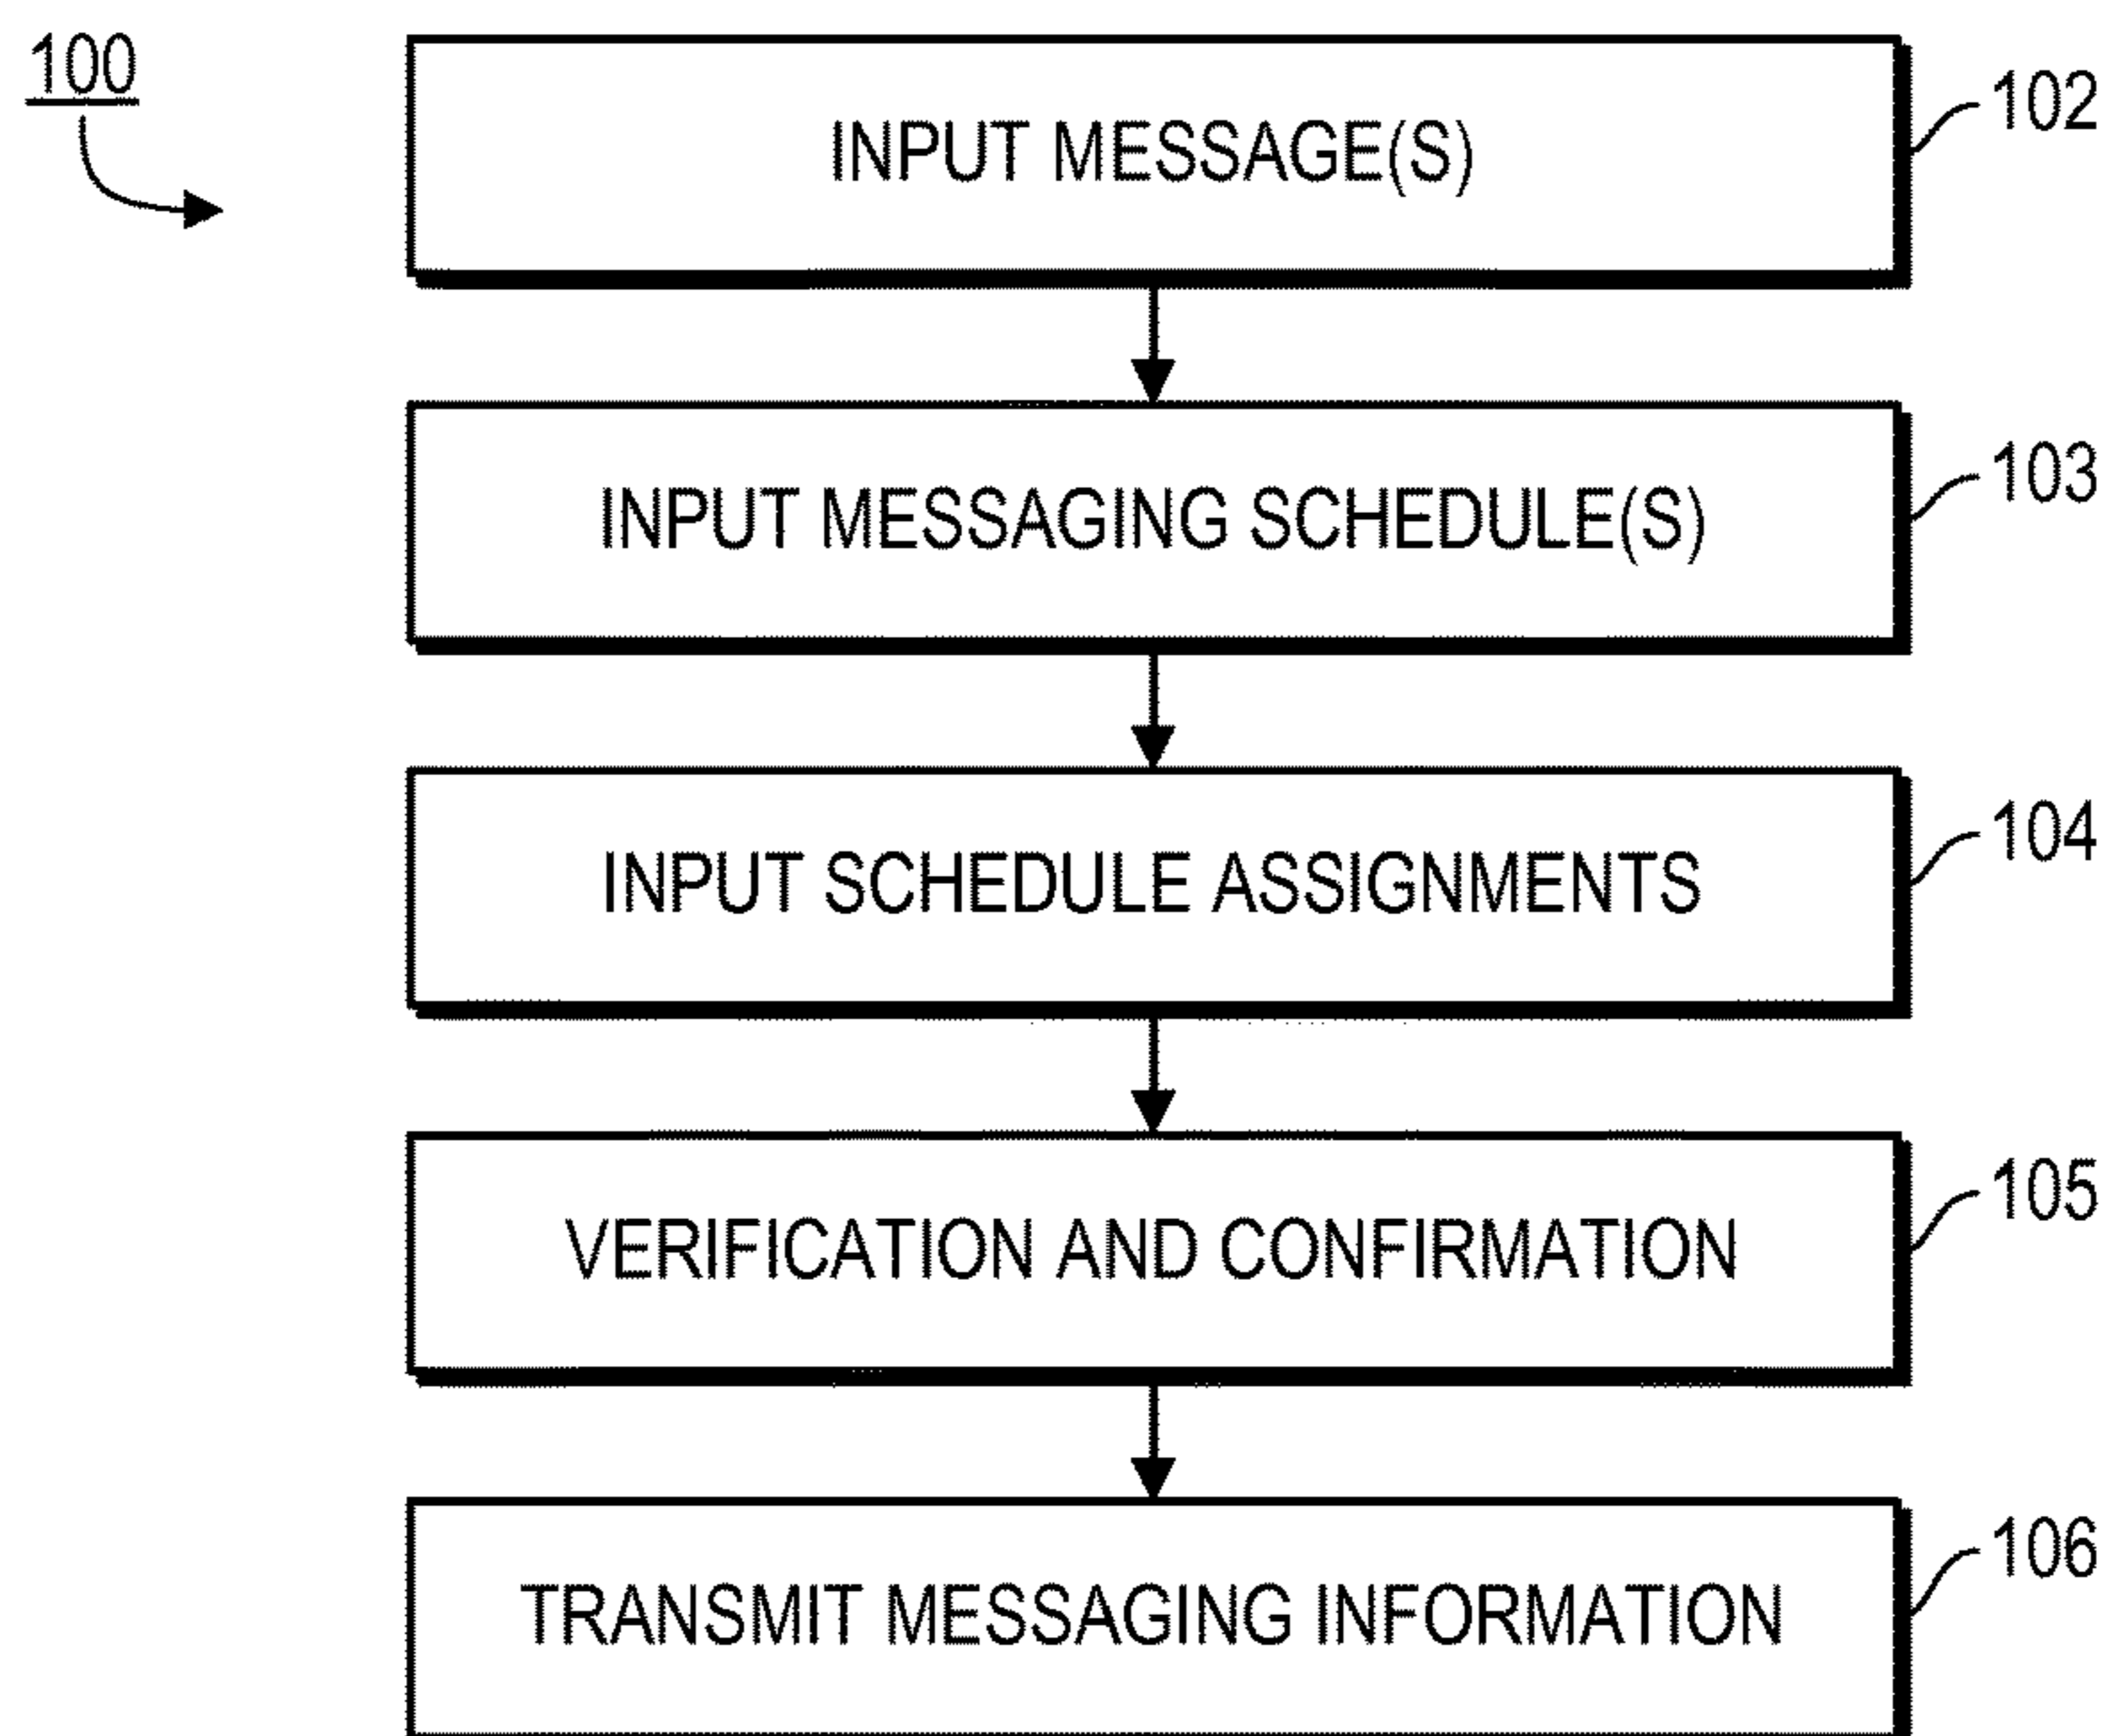 100
INPUT MESSAGE(S)
102
INPUT MESSAGING SCHEDULE(S)
103
INPUT SCHEDULE ASSIGNMENTS
104
VERIFICATION AND CONFIRMATION
105
TRANSMIT MESSAGING INFORMATION
106